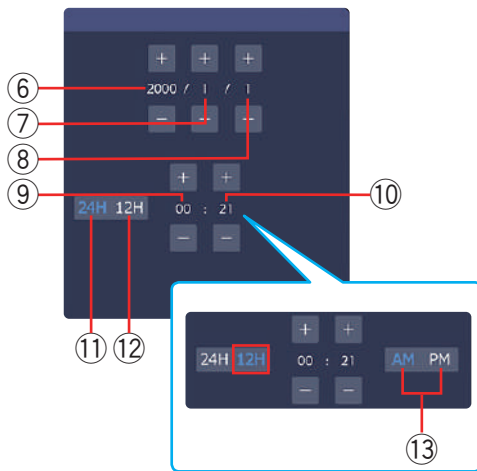 + + +
⑥ 2000 / 1 / 1
⑦ − − −
⑧
+ +
⑨ 00 : 21 ⑩
24H 12H
− −
⑪ ⑫
+ +
24H 12H 00 : 21 AM PM
− −
⑬